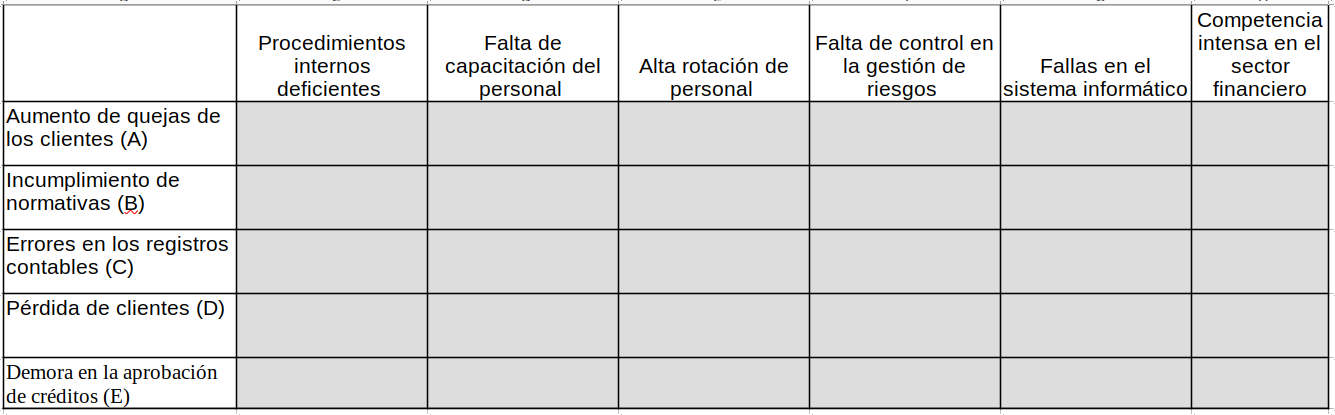 Procedimientos
internos
deficientes
Falta de
capacitación del
personal
Alta rotación de
personal
Falta de control en
la gestión de
riesgos
Fallas en el
sistema informático
Competencia
intensa en el
sector
financiero
Aumento de quejas de
los clientes (A)
Incumplimiento de
normativas (B)
Errores en los registros
contables (C)
Pérdida de clientes (D)
Demora en la aprobación
de créditos (E)